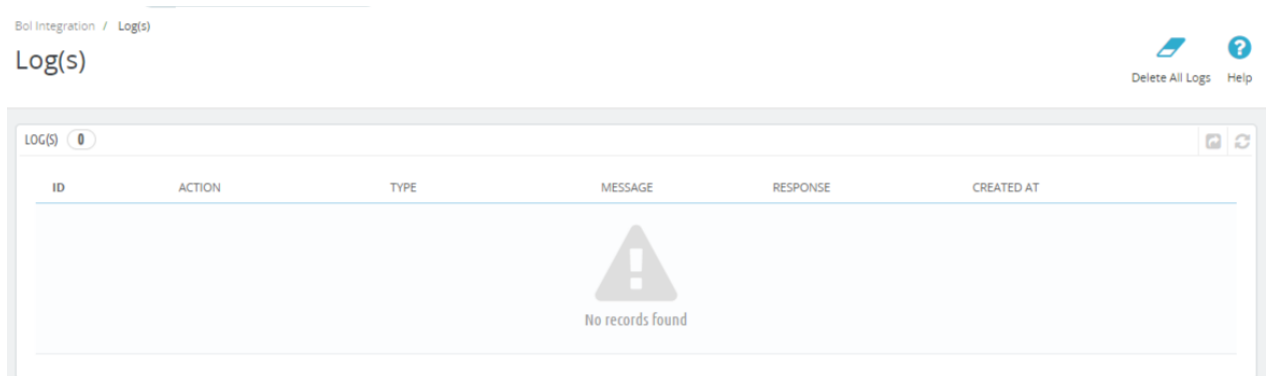 Bol Integration / Log(s)
Log(s)
Delete All Logs Help
LOG(S) 0
ID ACTION TYPE MESSAGE RESPONSE CREATED AT
No records found